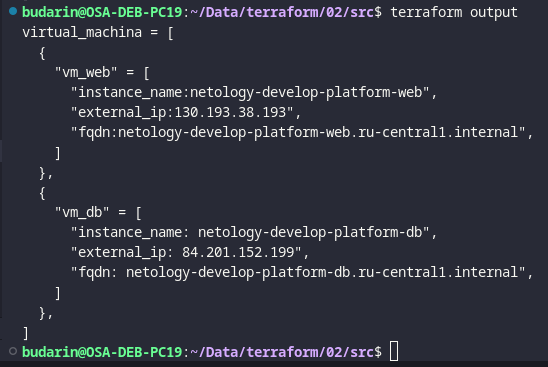 budarin@OSA-DEB-PC19:~/Data/terraform/02/src$ terraform output
virtual_machina = [
  {
    "vm_web" = [
      "instance_name:netology-develop-platform-web",
      "external_ip:130.193.38.193",
      "fqdn:netology-develop-platform-web.ru-central1.internal",
    ]
  },
  {
    "vm_db" = [
      "instance_name: netology-develop-platform-db",
      "external_ip: 84.201.152.199",
      "fqdn: netology-develop-platform-db.ru-central1.internal",
    ]
  },
]
budarin@OSA-DEB-PC19:~/Data/terraform/02/src$